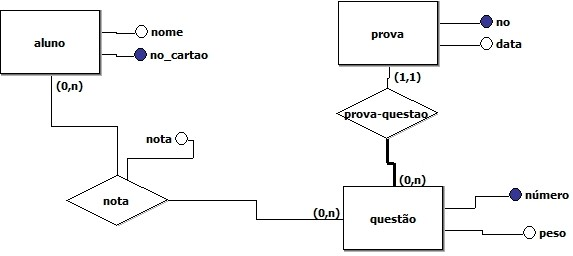 aluno
nome
no_cartao
(0,n)
prova
no
data
(1,1)
prova-questao
nota
nota
(0,n)
(0,n)
questão
número
peso